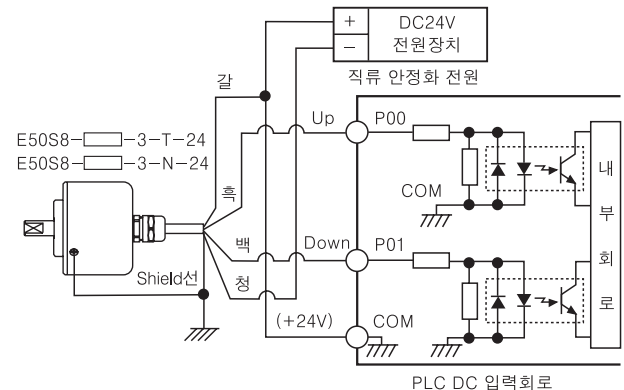 + DC24V
− 전원장치
직류 안정화 전원
갈
Up P00
E50S8−□−3−T−24
E50S8−□−3−N−24
흑
COM
내
부
회
로
백 Down P01
Shield선
청
(+24V) COM
PLC DC 입력회로